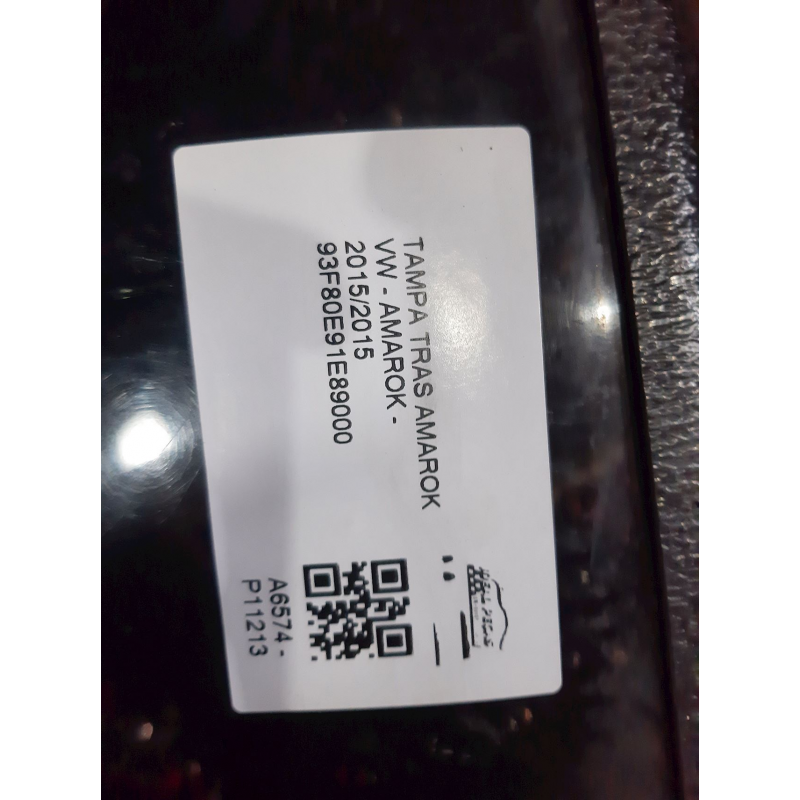 TAMPA TRAS AMAROK
VW - AMAROK -
2015/2015
93F80E91E89000
A6574 -
P11213